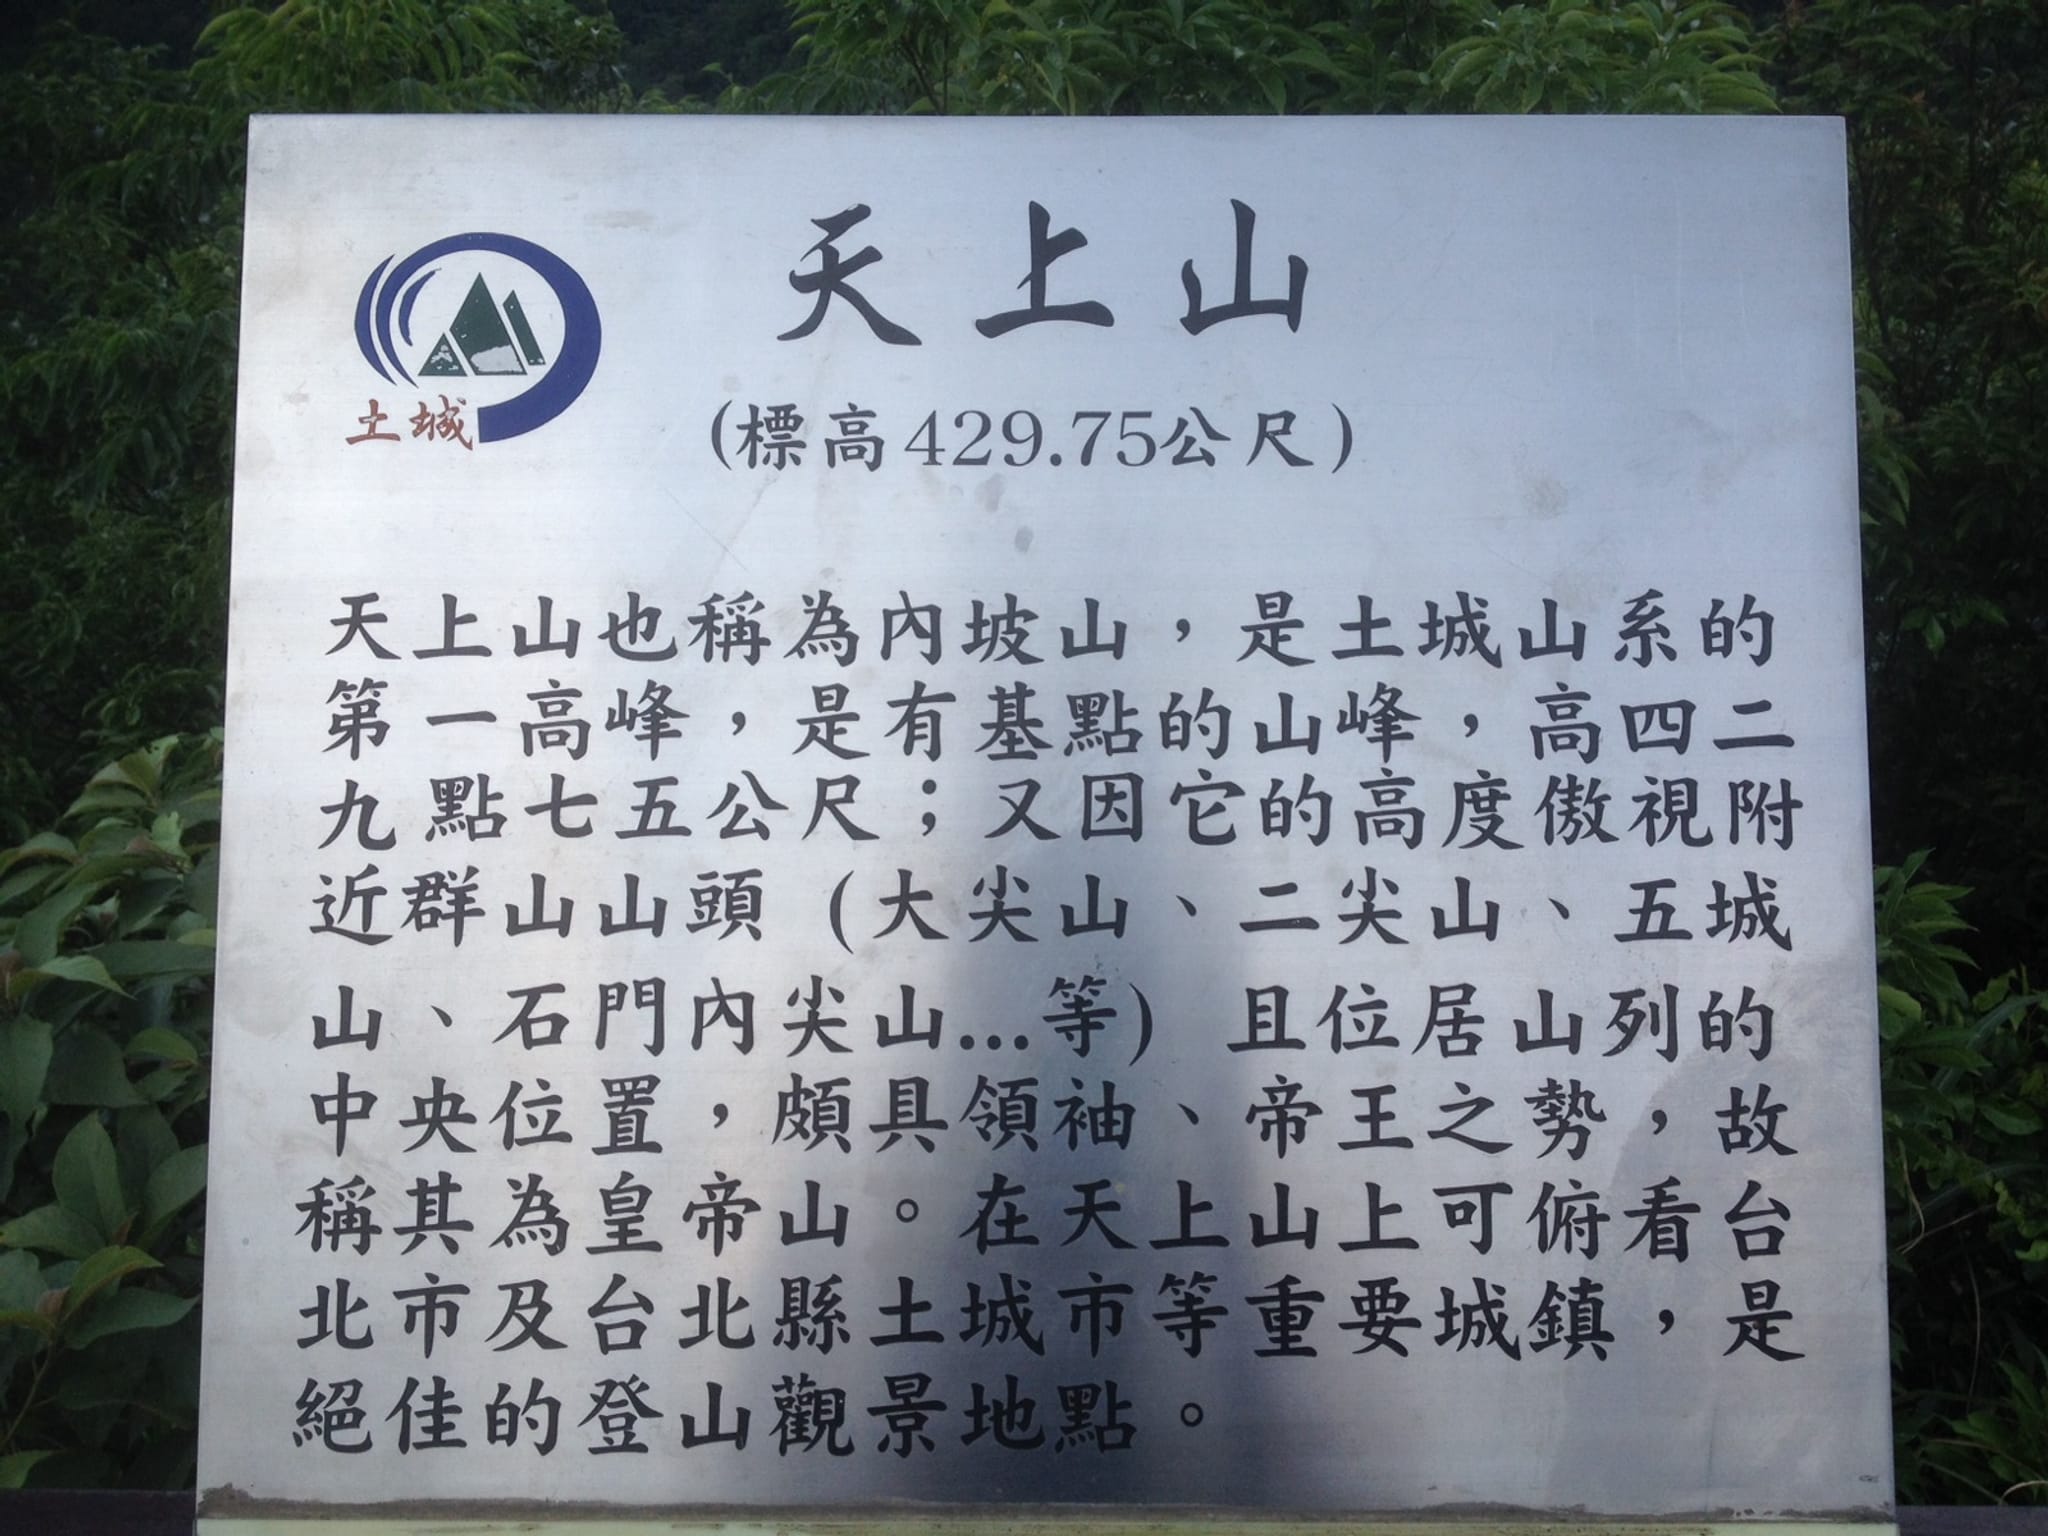 天上山
土城
(標高429.75公尺)
天上山也稱為內坡山，是土城山系的
第一高峰，是有基點的山峰，高四二
九點七五公尺；又因它的高度傲視附
近群山山頭(大尖山、二尖山、五城
山、石門內尖山...等)且位居山列的
中央位置，頗具領袖、帝王之勢，故
稱其為皇帝山。在天上山上可俯看台
北市及台北縣土城市等重要城鎮，是
絕佳的登山觀景地點。